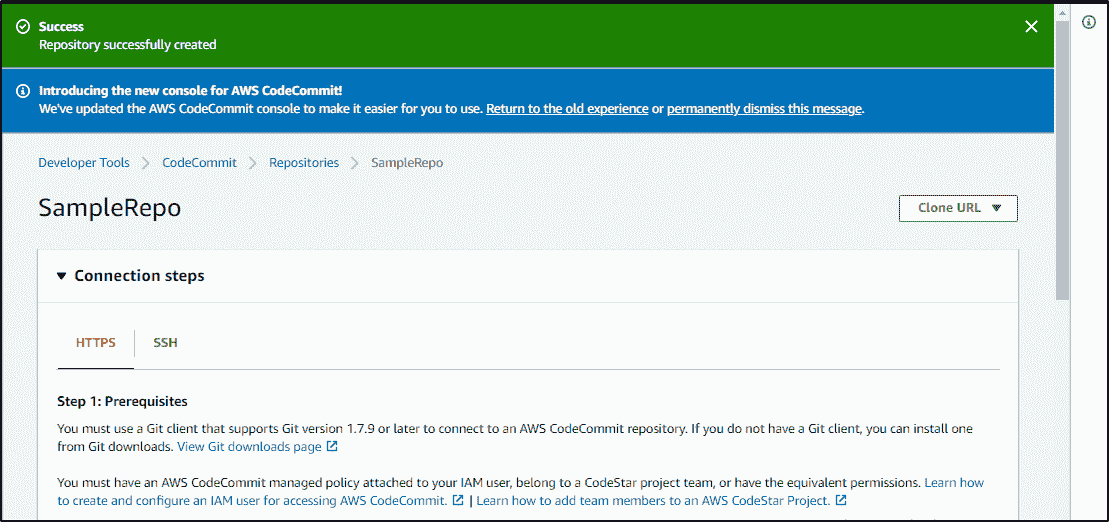 Success
Repository successfully created
Introducing the new console for AWS CodeCommit!
We've updated the AWS CodeCommit console to make it easier for you to use. Return to the old experience or permanently dismiss this message.
Developer Tools > CodeCommit > Repositories > SampleRepo
SampleRepo
Clone URL
Connection steps
HTTPS
SSH
Step 1: Prerequisites
You must use a Git client that supports Git version 1.7.9 or later to connect to an AWS CodeCommit repository. If you do not have a Git client, you can install one
from Git downloads. View Git downloads page
You must have an AWS CodeCommit managed policy attached to your IAM user, belong to a CodeStar project team, or have the equivalent permissions. Learn how
to create and configure an IAM user for accessing AWS CodeCommit. | Learn how to add team members to an AWS CodeStar Project.